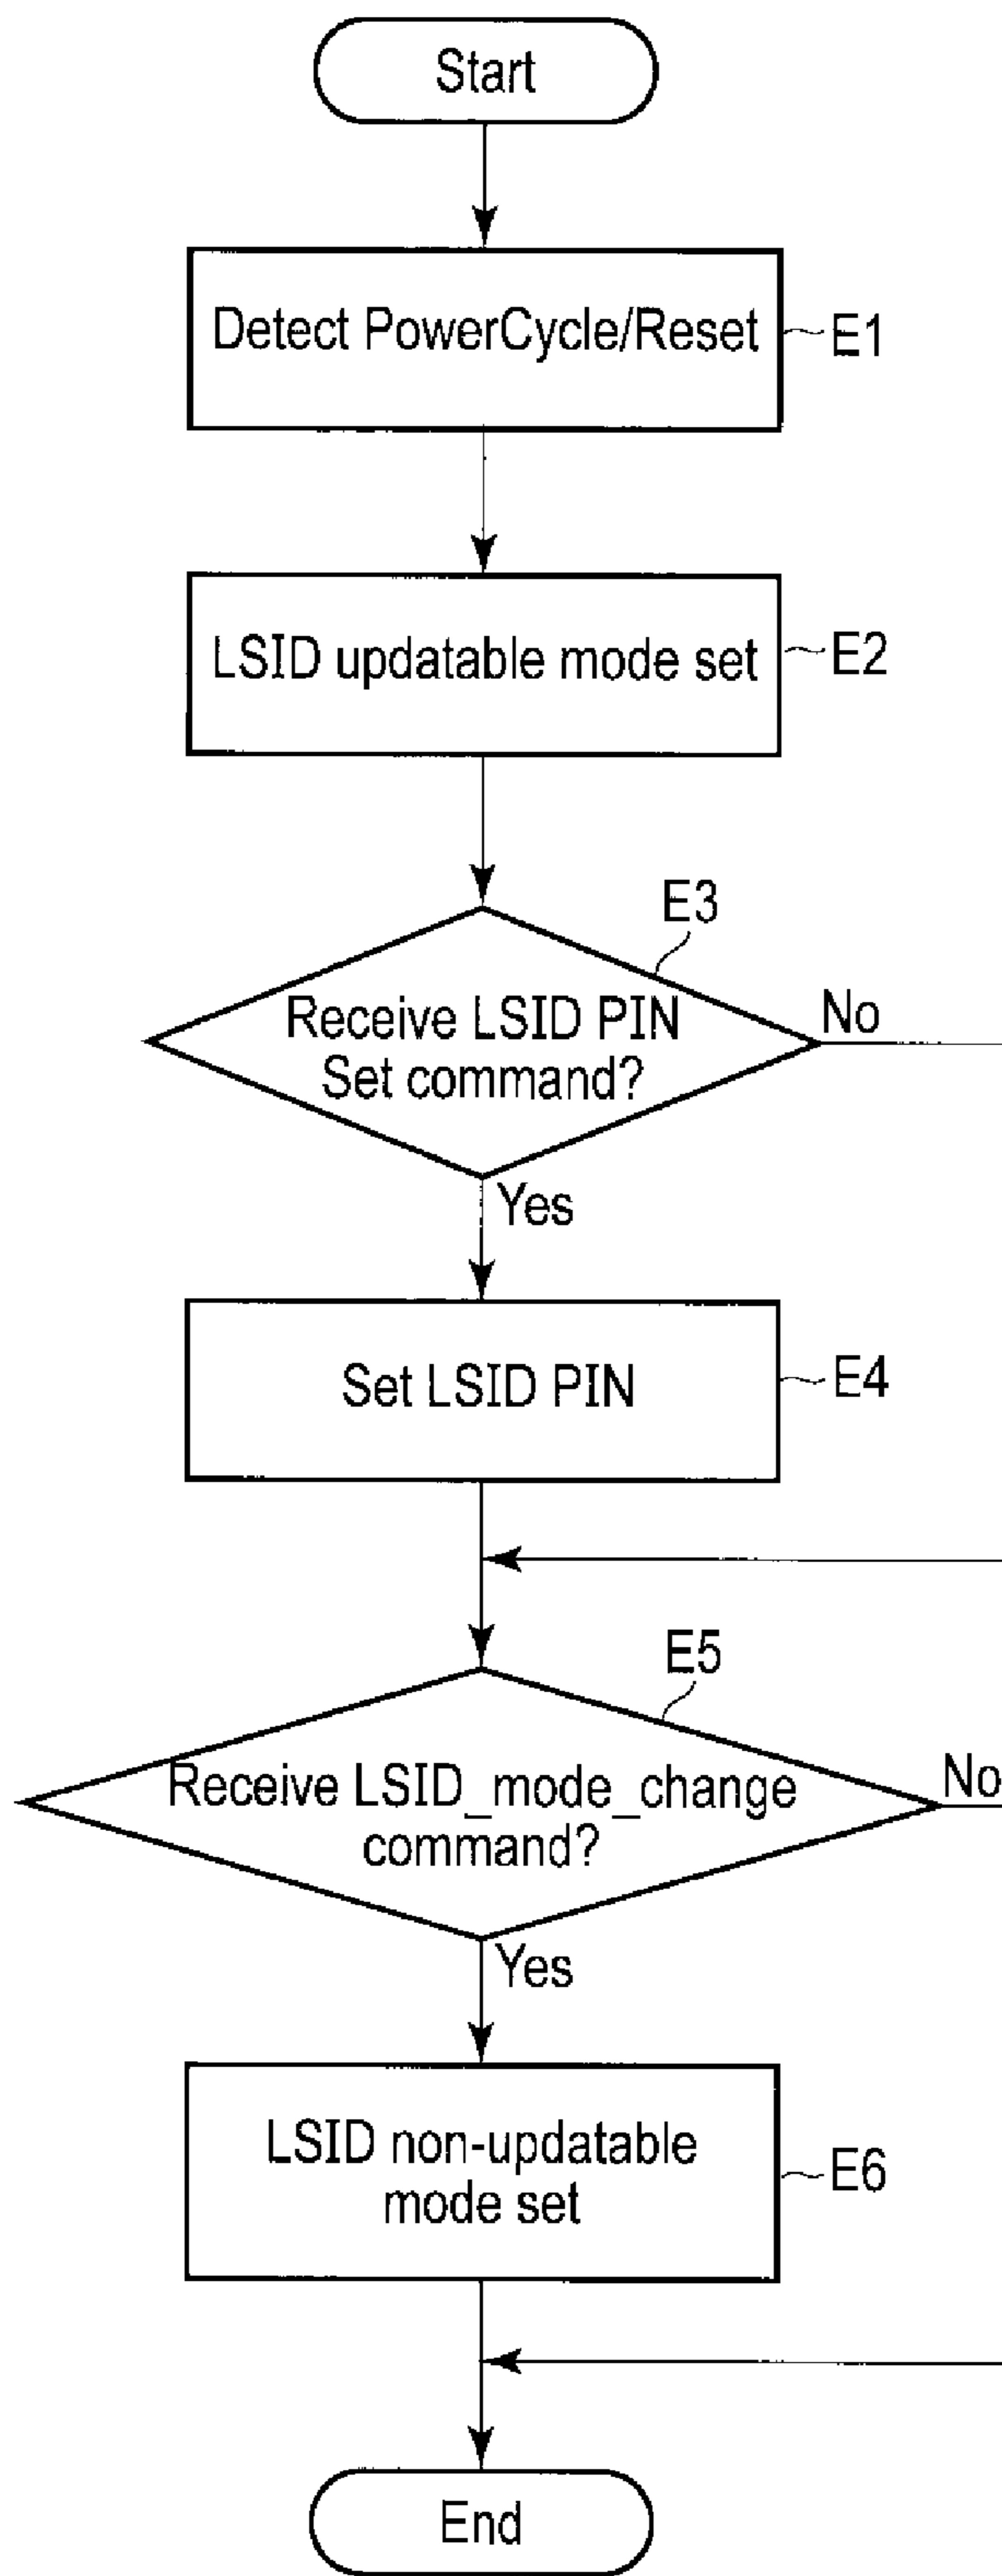 Start
Detect PowerCycle/Reset
E1
LSID updatable mode set
E2
E3
Receive LSID PIN
Set command?
No
Yes
Set LSID PIN
E4
E5
Receive LSID_mode_change
command?
No
Yes
LSID non-updatable
mode set
E6
End